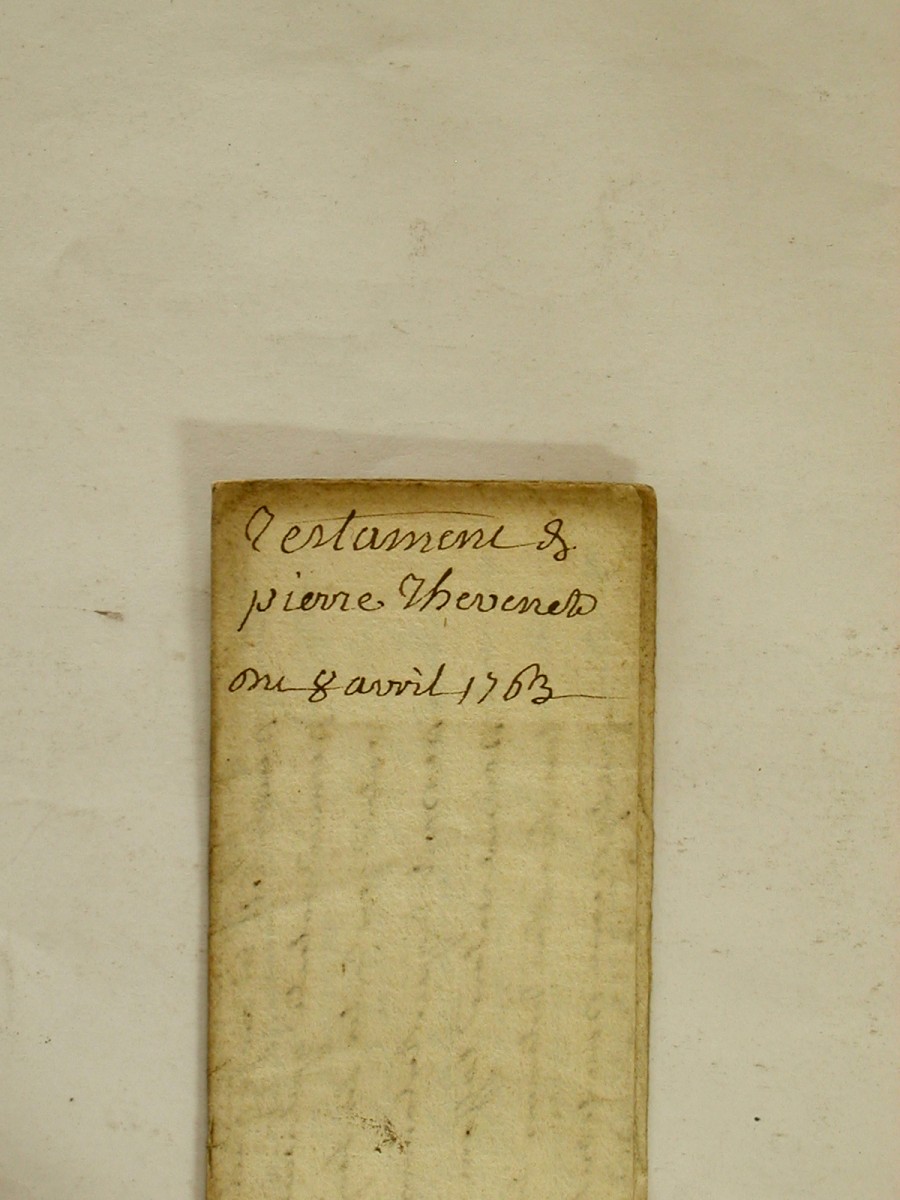 Testament de
pierre Thevenet
du 8 avril 1763